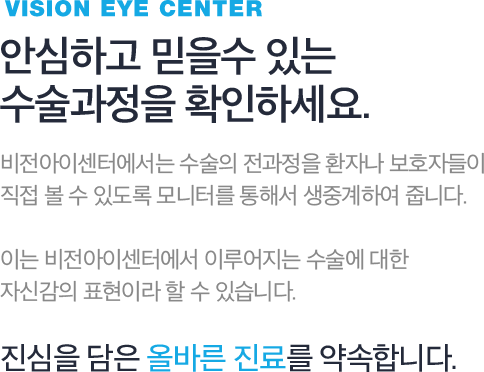 VISION EYE CENTER
안심하고 믿을수 있는
수술과정을 확인하세요.
비전아이센터에서는 수술의 전과정을 환자나 보호자들이
직접 볼 수 있도록 모니터를 통해서 생중계하여 줍니다.
이는 비전아이센터에서 이루어지는 수술에 대한
자신감의 표현이라 할 수 있습니다.
진심을 담은 올바른 진료를 약속합니다.